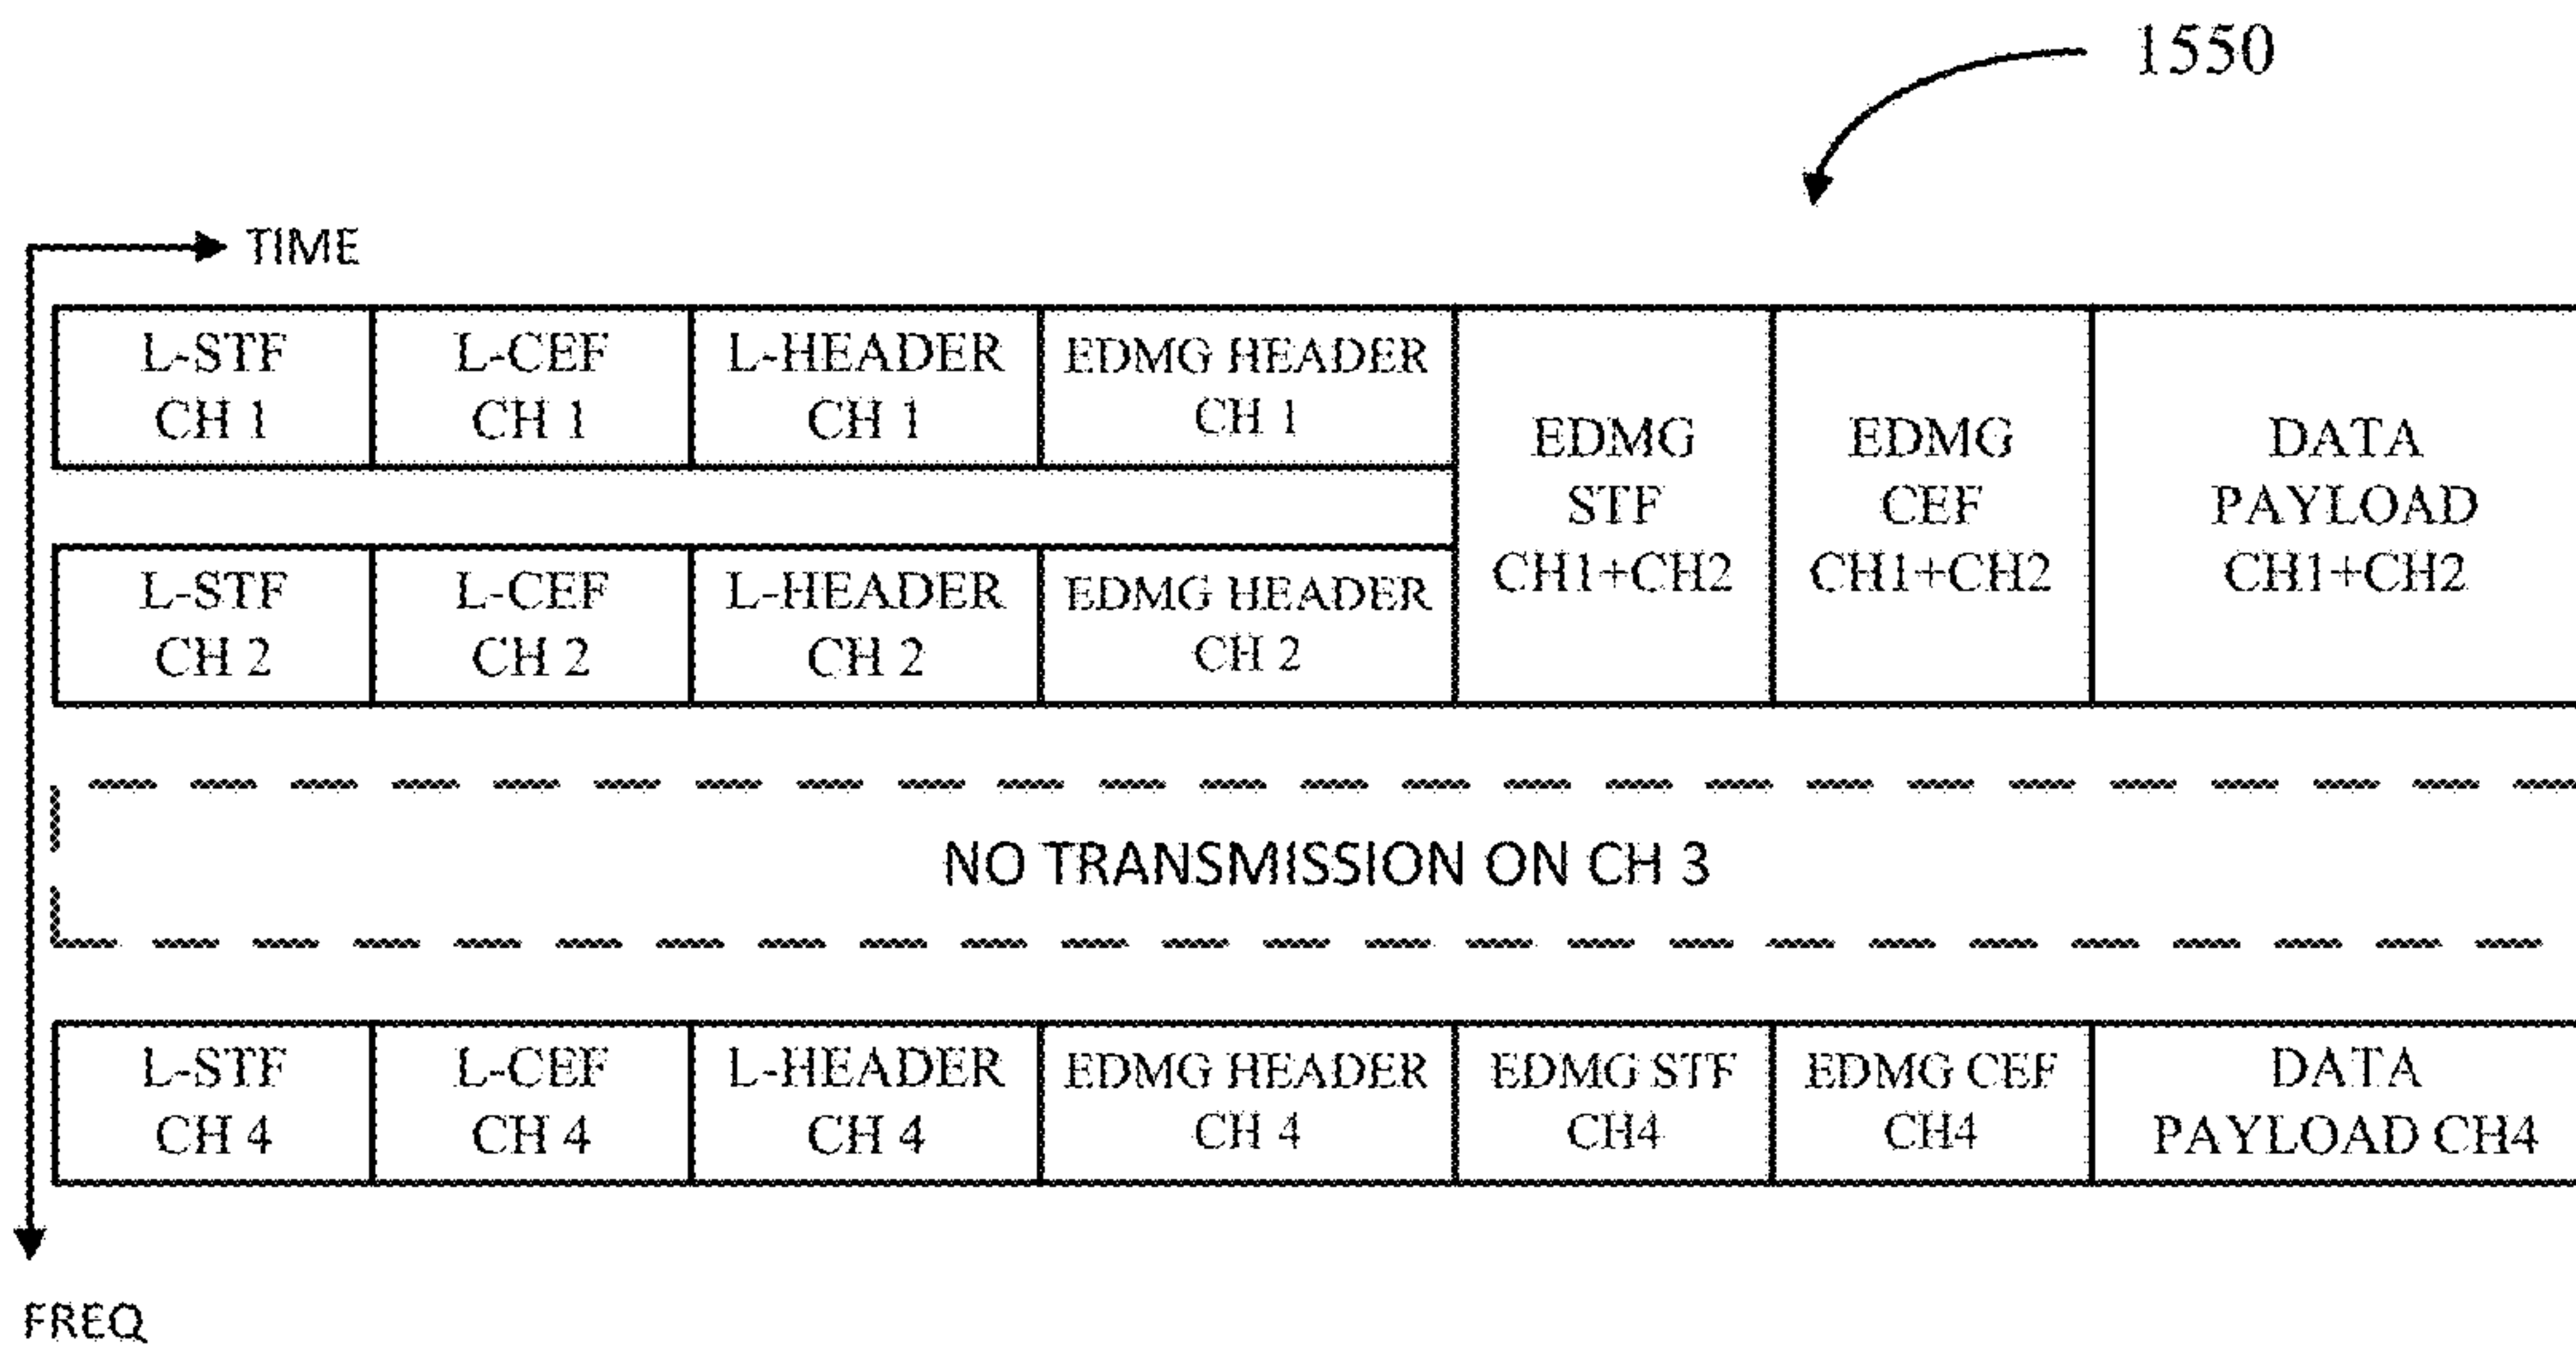 1550
TIME
L-STF
CH 1
L-CEF
CH 1
L-HEADER
CH 1
EDMG HEADER
CH 1
EDMG
STF
CH1+CH2
EDMG
CEF
CH1+CH2
DATA
PAYLOAD
CH1+CH2
L-STF
CH 2
L-CEF
CH 2
L-HEADER
CH 2
EDMG HEADER
CH 2
NO TRANSMISSION ON CH 3
L-STF
CH 4
L-CEF
CH 4
L-HEADER
CH 4
EDMG HEADER
CH 4
EDMG STF
CH4
EDMG CEF
CH4
DATA
PAYLOAD CH4
FREQ